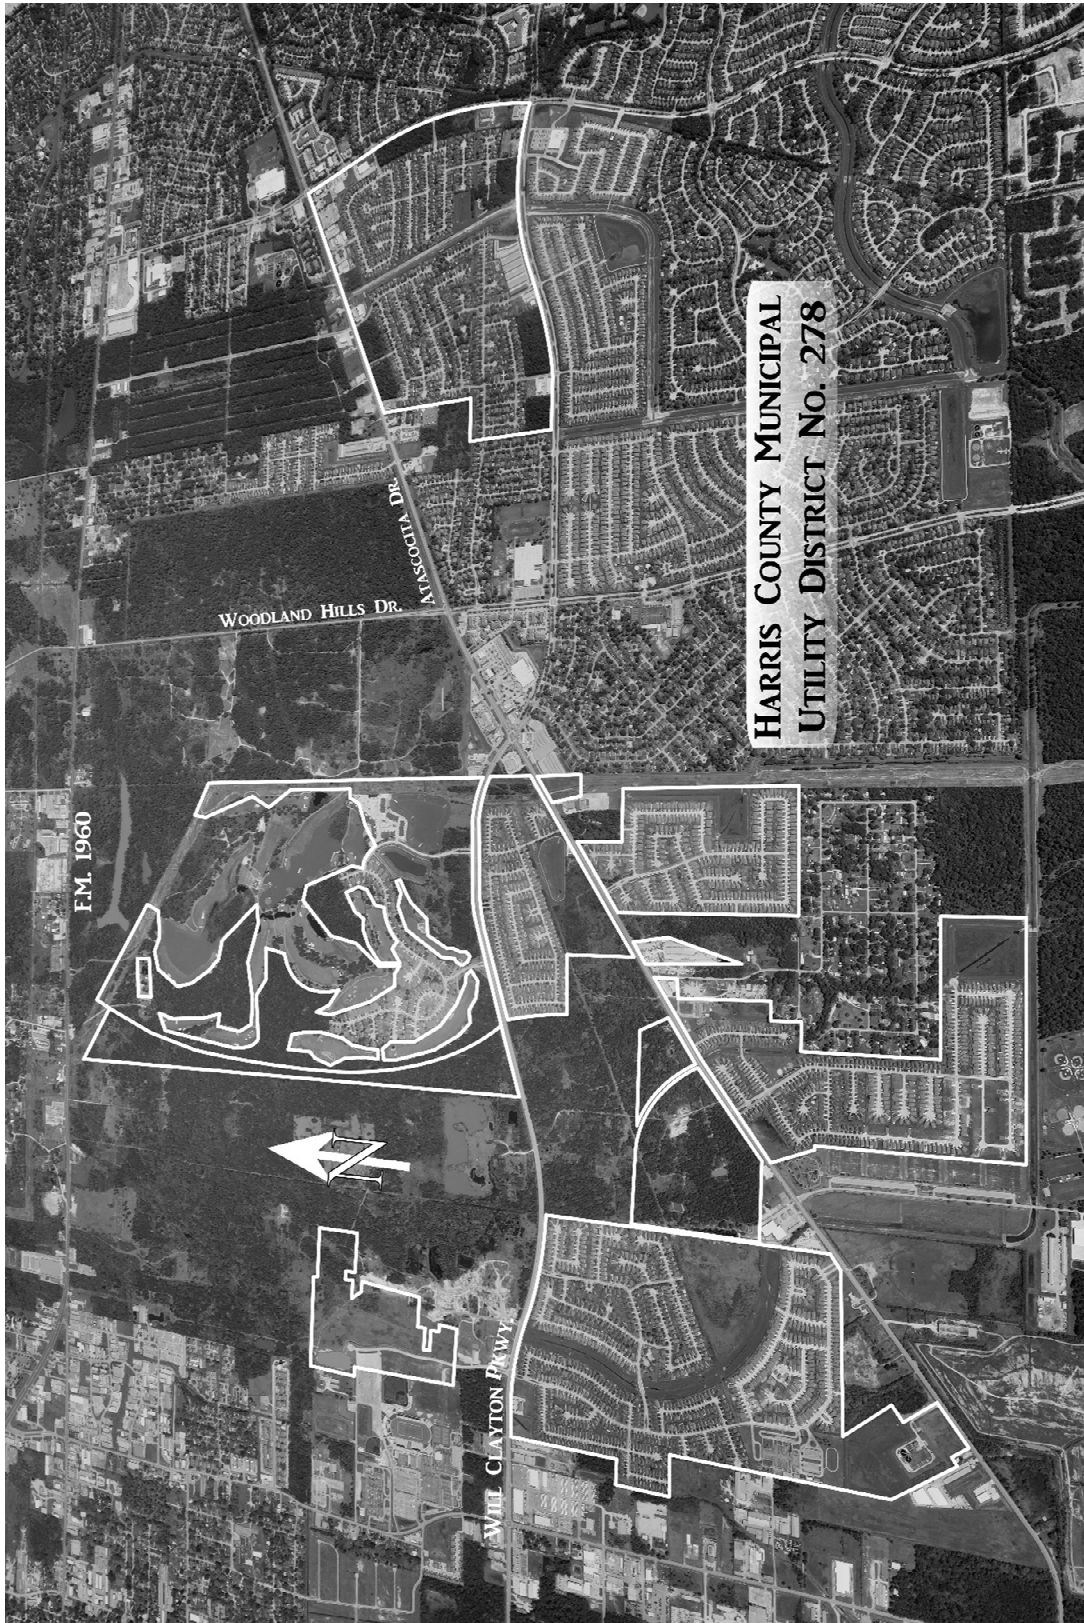 F.M. 1960
WOODLAND HILLS DR.
ATASCOCITA DR.
WILL CLAYTON PKWY.
HARRIS COUNTY MUNICIPAL
UTILITY DISTRICT NO. 278
N